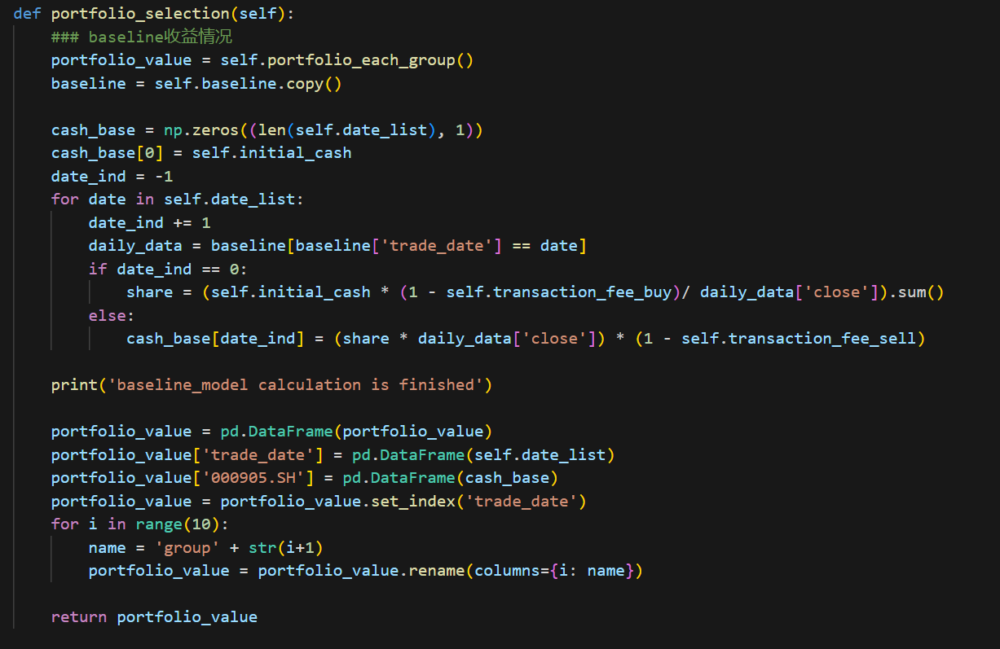 def portfolio_selection(self):
    ### baseline收益情况
    portfolio_value = self.portfolio_each_group()
    baseline = self.baseline.copy()

    cash_base = np.zeros((len(self.date_list), 1))
    cash_base[0] = self.initial_cash
    date_ind = -1
    for date in self.date_list:
        date_ind += 1
        daily_data = baseline[baseline['trade_date'] == date]
        if date_ind == 0:
            share = (self.initial_cash * (1 - self.transaction_fee_buy)/ daily_data['close']).sum()
        else:
            cash_base[date_ind] = (share * daily_data['close']) * (1 - self.transaction_fee_sell)

    print('baseline_model calculation is finished')

    portfolio_value = pd.DataFrame(portfolio_value)
    portfolio_value['trade_date'] = pd.DataFrame(self.date_list)
    portfolio_value['000905.SH'] = pd.DataFrame(cash_base)
    portfolio_value = portfolio_value.set_index('trade_date')
    for i in range(10):
        name = 'group' + str(i+1)
        portfolio_value = portfolio_value.rename(columns={i: name})

    return portfolio_value